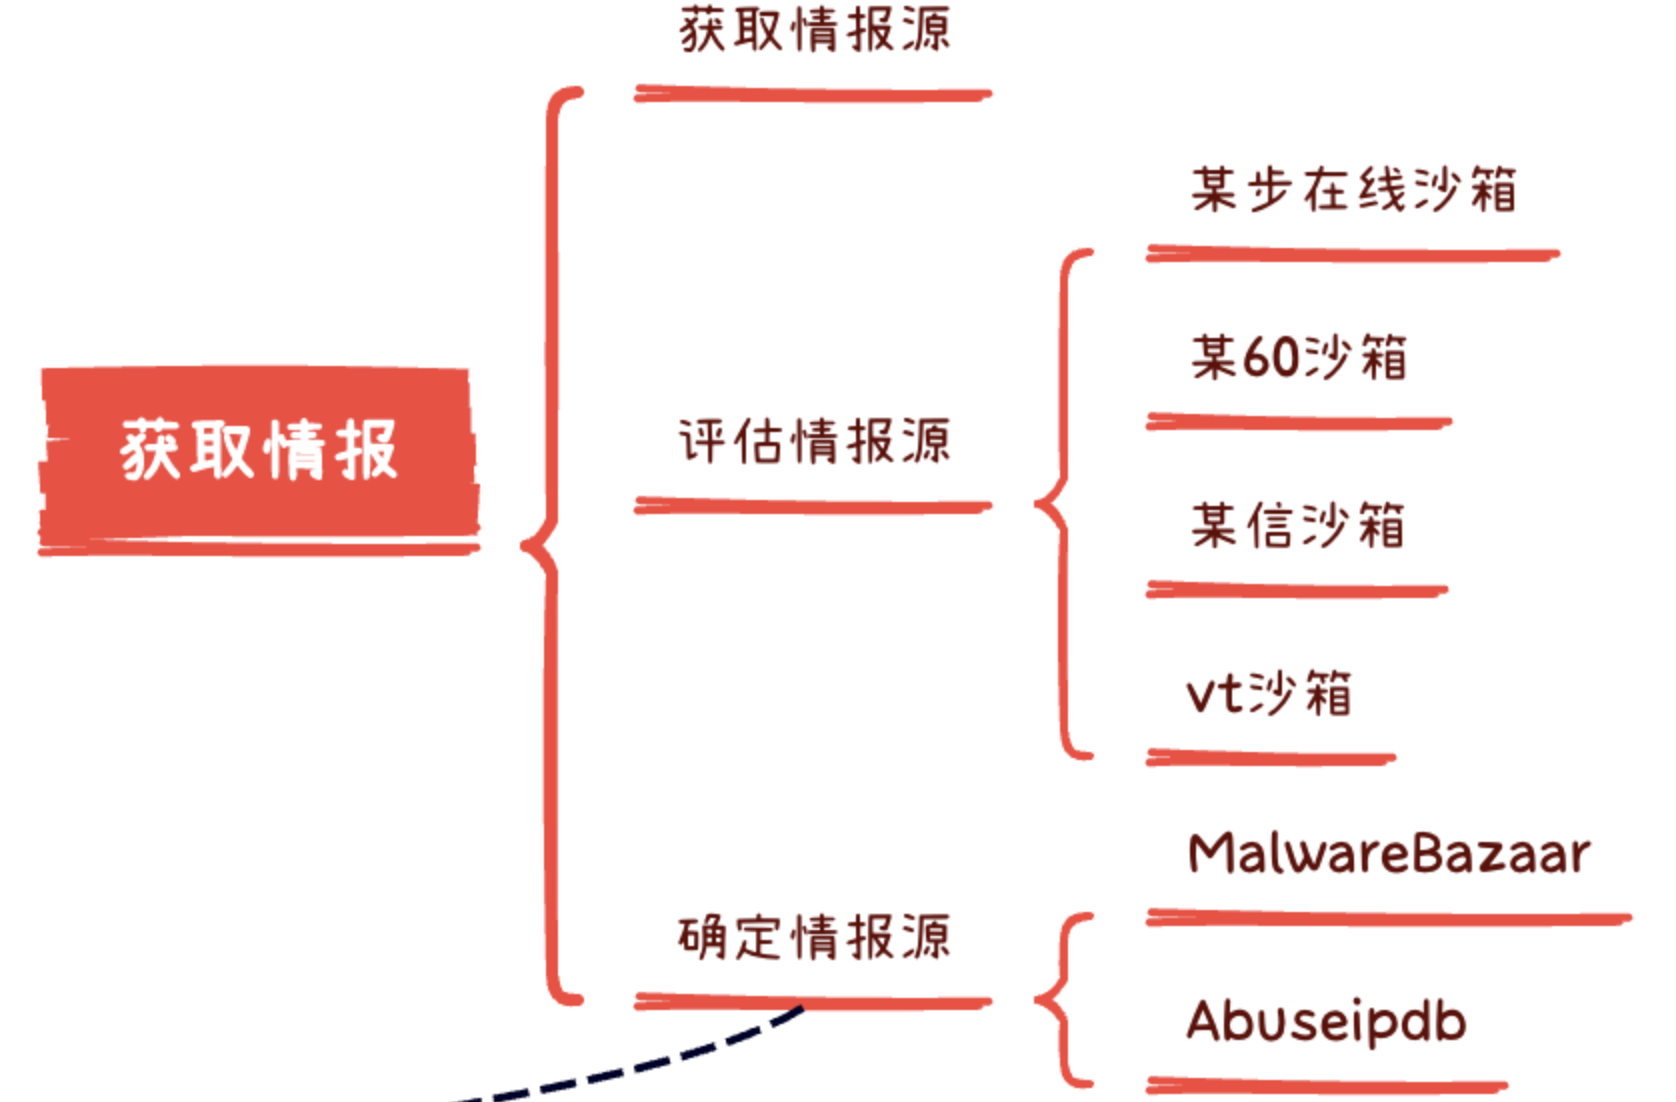 获取情报源
某步在线沙箱
某60沙箱
获取情报
评估情报源
某信沙箱
vt沙箱
MalwareBazaar
确定情报源
Abuseipdb